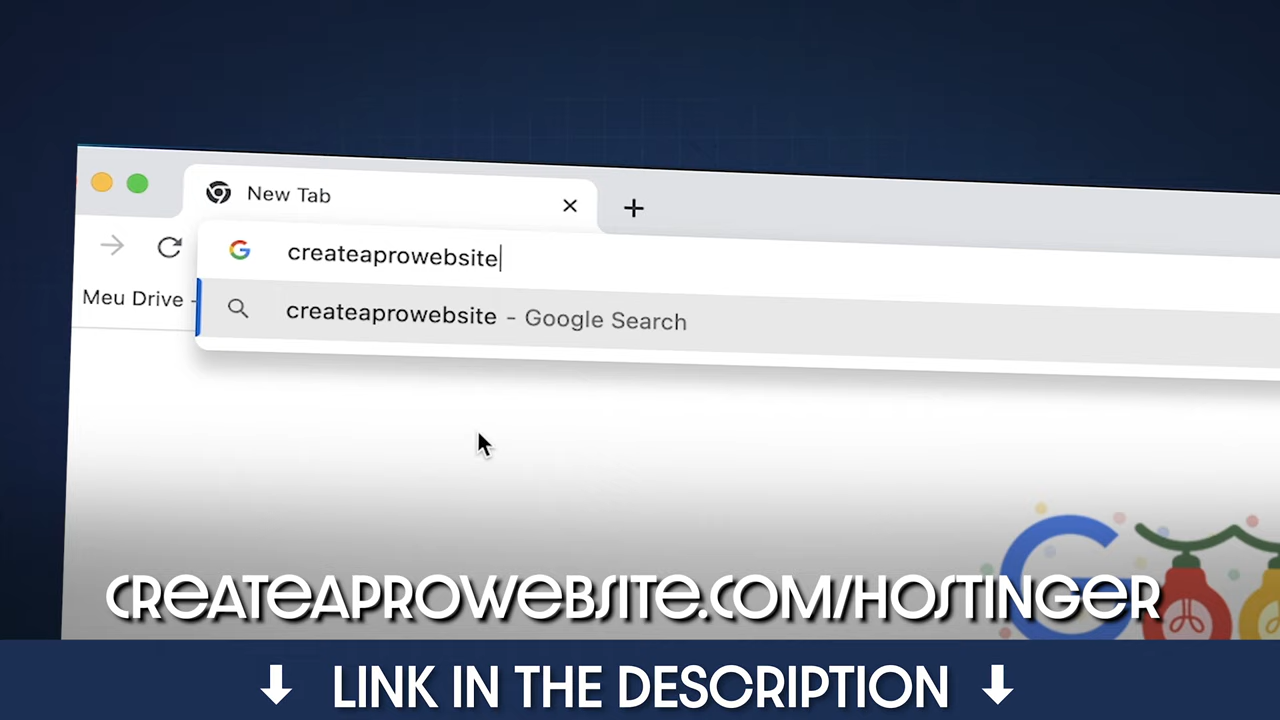 New Tab
createaprowebsite
Meu Drive -
createaprowebsite - Google Search
G
CREATEAPROWEBSITE.COM/HOSTINGER
LINK IN THE DESCRIPTION